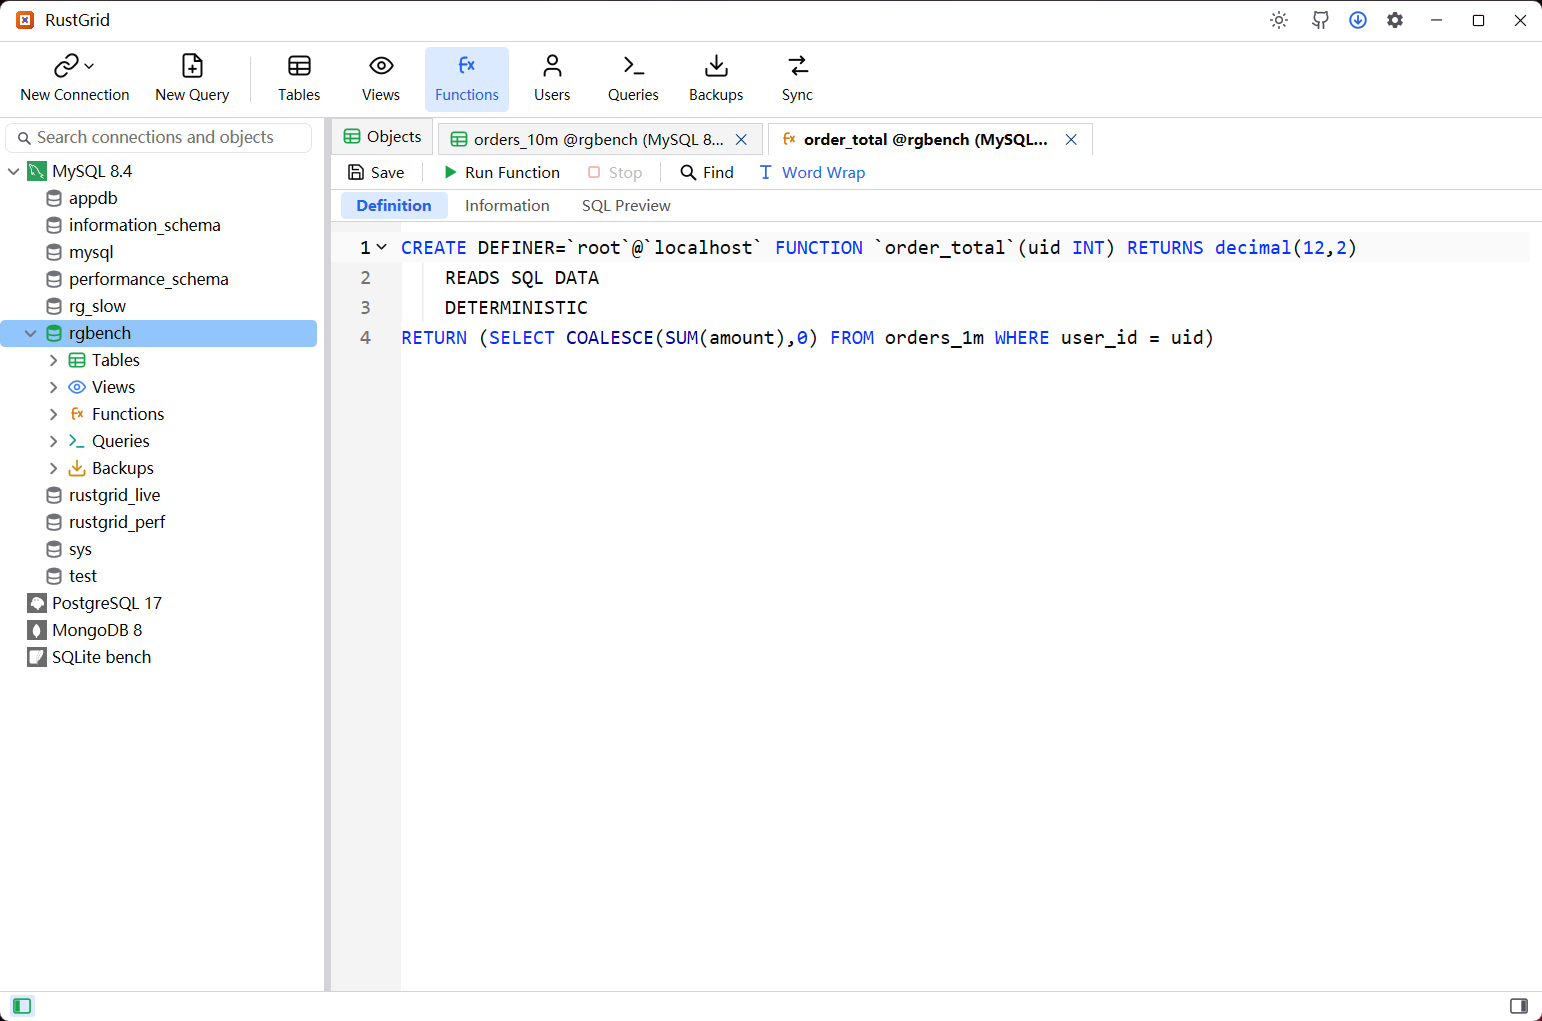 RustGrid
New Connection
New Query
Tables
Views
Functions
Users
Queries
Backups
Sync
Search connections and objects
MySQL 8.4
appdb
information_schema
mysql
performance_schema
rg_slow
rgbench
Tables
Views
Functions
Queries
Backups
rustgrid_live
rustgrid_perf
sys
test
PostgreSQL 17
MongoDB 8
SQLite bench
Objects
orders_10m @rgbench (MySQL 8...
order_total @rgbench (MySQL...
Save
Run Function
Stop
Find
Word Wrap
Definition
Information
SQL Preview
1 CREATE DEFINER=`root`@`localhost` FUNCTION `order_total`(uid INT) RETURNS decimal(12,2)
2 READS SQL DATA
3 DETERMINISTIC
4 RETURN (SELECT COALESCE(SUM(amount),0) FROM orders_1m WHERE user_id = uid)